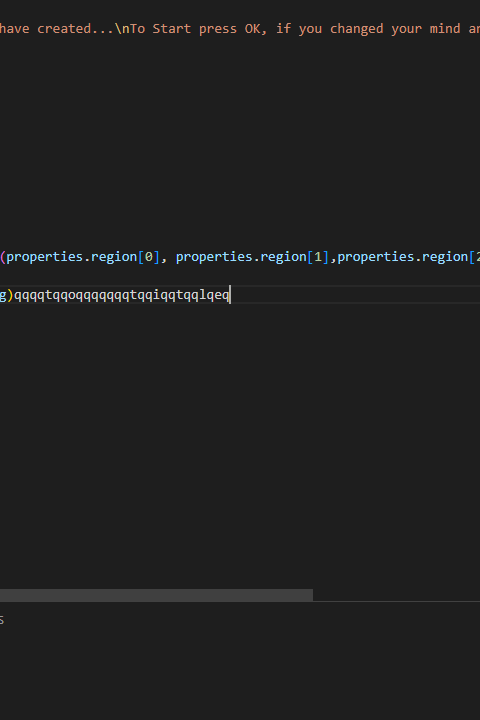 have created...\nTo Start press OK, if you changed your mind an
(properties.region[0], properties.region[1],properties.region[2
g)qqqqtqqoqqqqqqqtqqiqqtqqlqeq
s